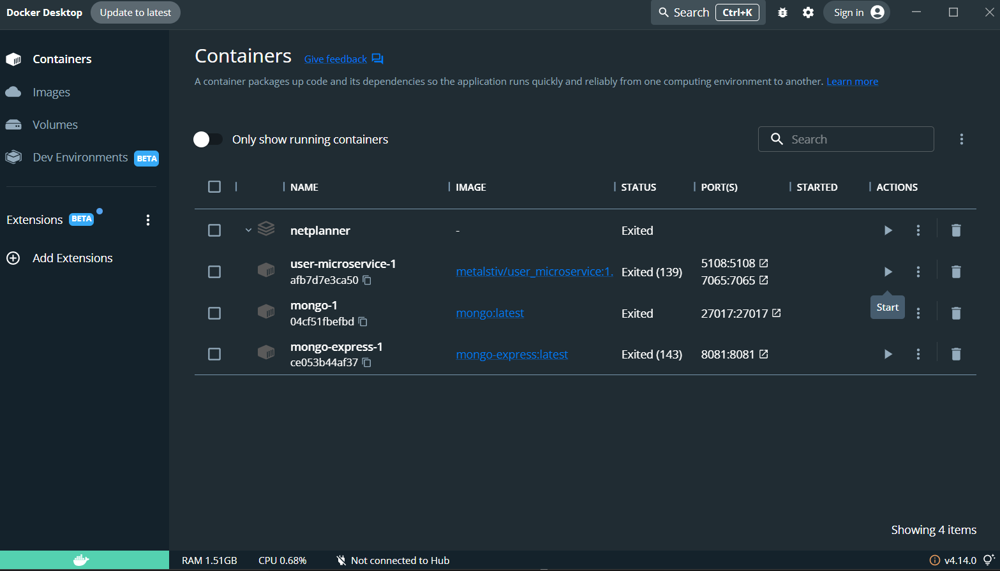 Docker Desktop Update to latest Search Ctrl+K Sign in
Containers
Images
Volumes
Dev Environments BETA
Extensions BETA
Add Extensions
Containers Give feedback
A container packages up code and its dependencies so the application runs quickly and reliably from one computing environment to another. Learn more
Only show running containers Search
NAME IMAGE STATUS PORT(S) STARTED ACTIONS
netplanner - Exited
user-microservice-1 metalstiv/user_microservice:1. Exited (139) 5108:5108
afb7d7e3ca50 7065:7065
Start
mongo-1 mongo:latest Exited 27017:27017
04cf51fbefbd
mongo-express-1 mongo-express:latest Exited (143) 8081:8081
ce053b44af37
Showing 4 items
RAM 1.51GB CPU 0.68% Not connected to Hub v4.14.0